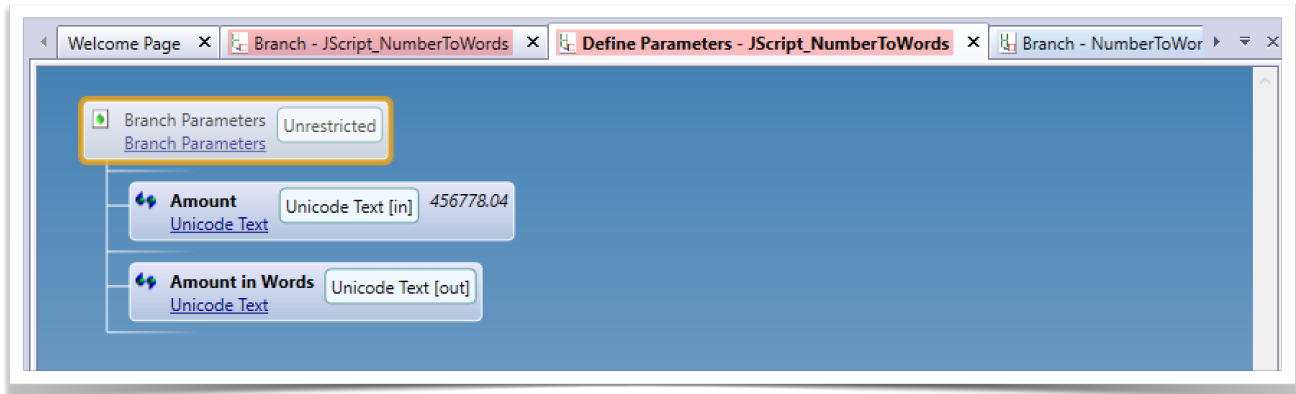 Welcome Page
Branch - JScript_NumberToWords
Define Parameters - JScript_NumberToWords
Branch - NumberToWor
Branch Parameters
Unrestricted
Branch Parameters
Amount
Unicode Text [in]
456778.04
Unicode Text
Amount in Words
Unicode Text [out]
Unicode Text